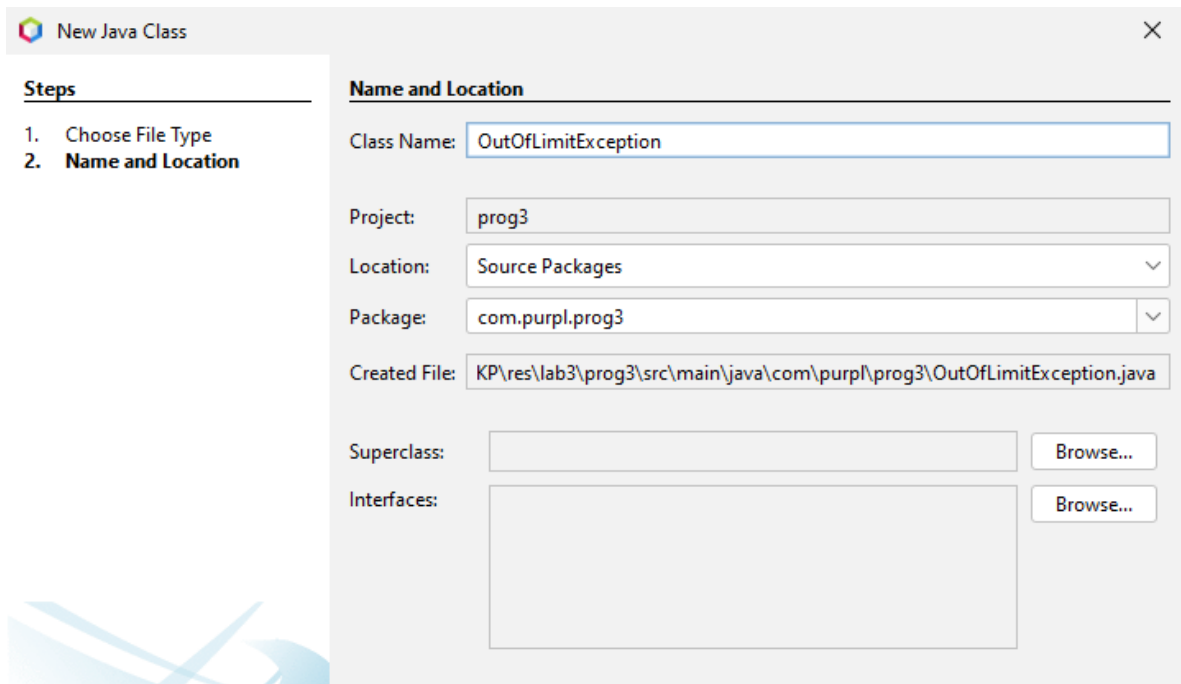 New Java Class
Steps
1. Choose File Type
2. Name and Location
Name and Location
Class Name: OutOfLimitException
Project: prog3
Location: Source Packages
Package: com.purpl.prog3
Created File: KP\res\lab3\prog3\src\main\java\com\purpl\prog3\OutOfLimitException.java
Superclass: Browse...
Interfaces: Browse...